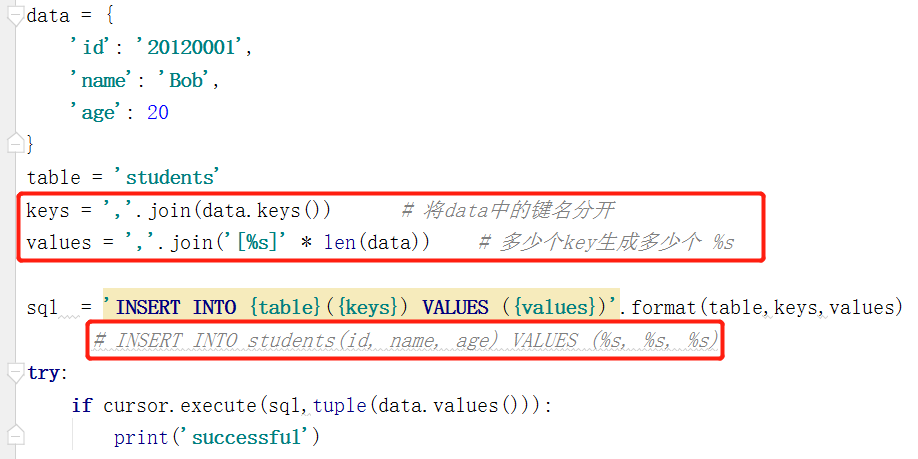 data = {
'id': '20120001',
'name': 'Bob',
'age': 20
}
table = 'students'
keys = ','.join(data.keys()) # 将data中的键名分开
values = ','.join('[%s]' * len(data)) # 多少个key生成多少个 %s
sql = 'INSERT INTO {table}({keys}) VALUES ({values})'.format(table,keys,values)
# INSERT INTO students(id, name, age) VALUES (%s, %s, %s)
try:
if cursor.execute(sql,tuple(data.values())):
print('successful')